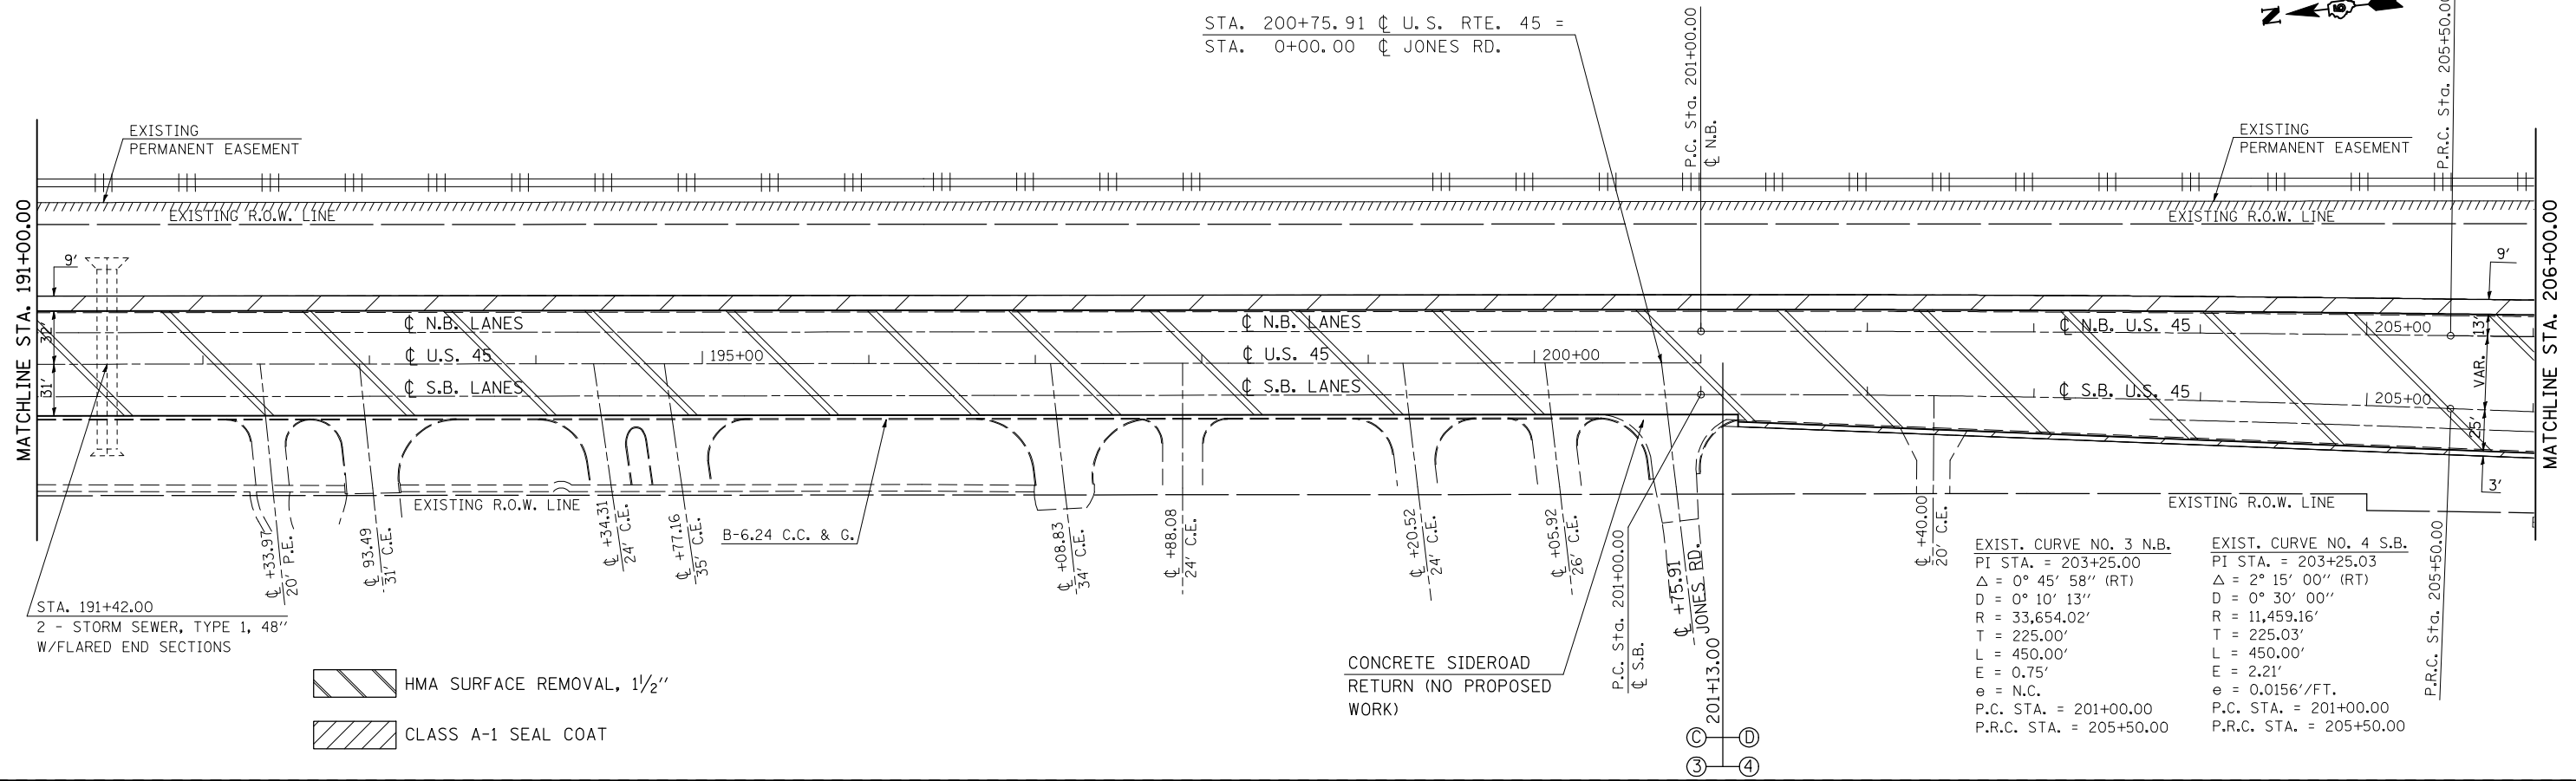 STA. 200+75.91 ℄ U.S. RTE. 45 =
STA. 0+00.00 ℄ JONES RD.
P.C. Sta. 201+00.00
℄ N.B.
N
P.R.C. Sta. 205+50.00
EXISTING
PERMANENT EASEMENT
EXISTING
PERMANENT EASEMENT
EXISTING R.O.W. LINE
EXISTING R.O.W. LINE
MATCHLINE STA. 191+00.00
MATCHLINE STA. 206+00.00
9'
9'
32'
31'
℄ N.B. LANES
℄ U.S. 45
℄ S.B. LANES
195+00
℄ N.B. LANES
℄ U.S. 45
℄ S.B. LANES
200+00
℄ N.B. U.S. 45
205+00
℄ S.B. U.S. 45
205+00
13'
VAR.
25'
3'
EXISTING R.O.W. LINE
EXISTING R.O.W. LINE
℄ +33.97
20' P.E.
℄ 93.49
31' C.E.
℄ +34.31
24' C.E.
℄ +77.16
35' C.E.
B-6.24 C.C. & G.
℄ +08.83
34' C.E.
℄ +88.08
24' C.E.
℄ +20.52
24' C.E.
℄ +05.92
26' C.E.
℄ +75.91
JONES RD.
℄ +40.00
20' C.E.
P.C. Sta. 201+00.00
℄ S.B.
201+13.00
C
D
3
4
P.R.C. Sta. 205+50.00
STA. 191+42.00
2 - STORM SEWER, TYPE 1, 48"
W/FLARED END SECTIONS
CONCRETE SIDEROAD
RETURN (NO PROPOSED
WORK)
HMA SURFACE REMOVAL, 1½"
CLASS A-1 SEAL COAT
EXIST. CURVE NO. 3 N.B.
PI STA. = 203+25.00
Δ = 0° 45' 58" (RT)
D = 0° 10' 13"
R = 33,654.02'
T = 225.00'
L = 450.00'
E = 0.75'
e = N.C.
P.C. STA. = 201+00.00
P.R.C. STA. = 205+50.00
EXIST. CURVE NO. 4 S.B.
PI STA. = 203+25.03
Δ = 2° 15' 00" (RT)
D = 0° 30' 00"
R = 11,459.16'
T = 225.03'
L = 450.00'
E = 2.21'
e = 0.0156'/FT.
P.C. STA. = 201+00.00
P.R.C. STA. = 205+50.00